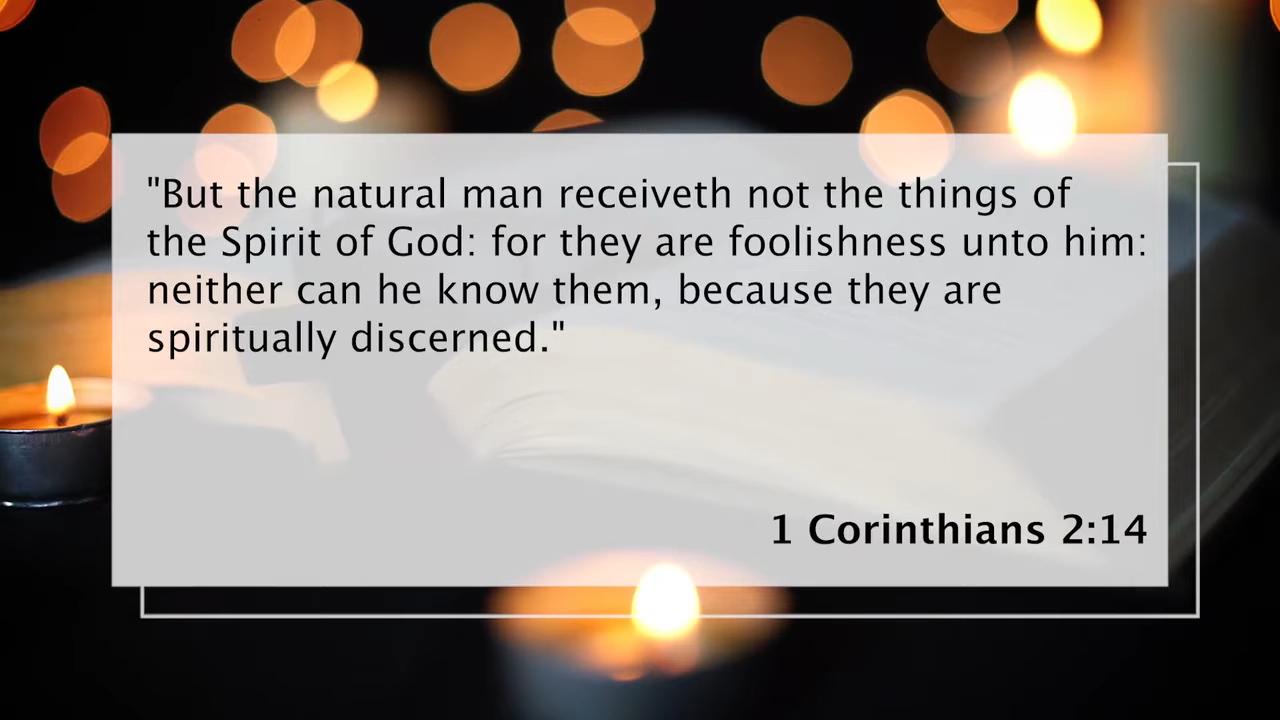 "But the natural man receiveth not the things of
the Spirit of God: for they are foolishness unto him:
neither can he know them, because they are
spiritually discerned."
1 Corinthians 2:14